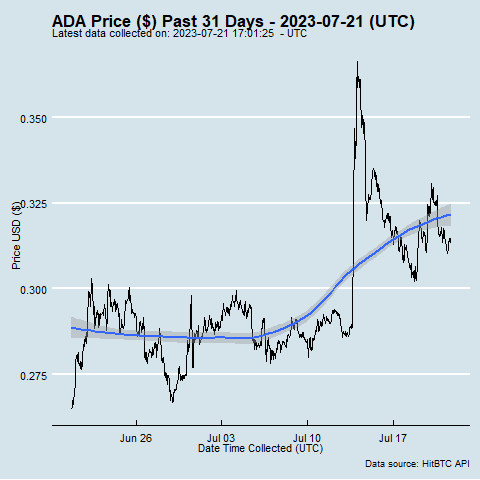 ADA Price ($) Past 31 Days - 2023-07-21 (UTC)
Latest data collected on: 2023-07-21 17:01:25 - UTC
0.350
0.325
0.300
0.275
Price USD ($)
Jun 26 Jul 03 Jul 10 Jul 17
Date Time Collected (UTC)
Data source: HitBTC API